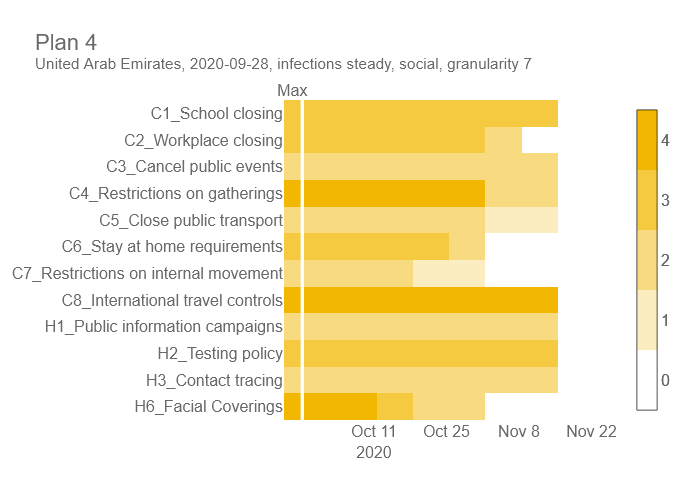 Plan 4
United Arab Emirates, 2020-09-28, infections steady, social, granularity 7
Max
C1_School closing
C2_Workplace closing
C3_Cancel public events
C4_Restrictions on gatherings
C5_Close public transport
C6_Stay at home requirements
C7_Restrictions on internal movement
C8_International travel controls
H1_Public information campaigns
H2_Testing policy
H3_Contact tracing
H6_Facial Coverings
Oct 11 Oct 25 Nov 8 Nov 22
2020
4
3
2
1
0